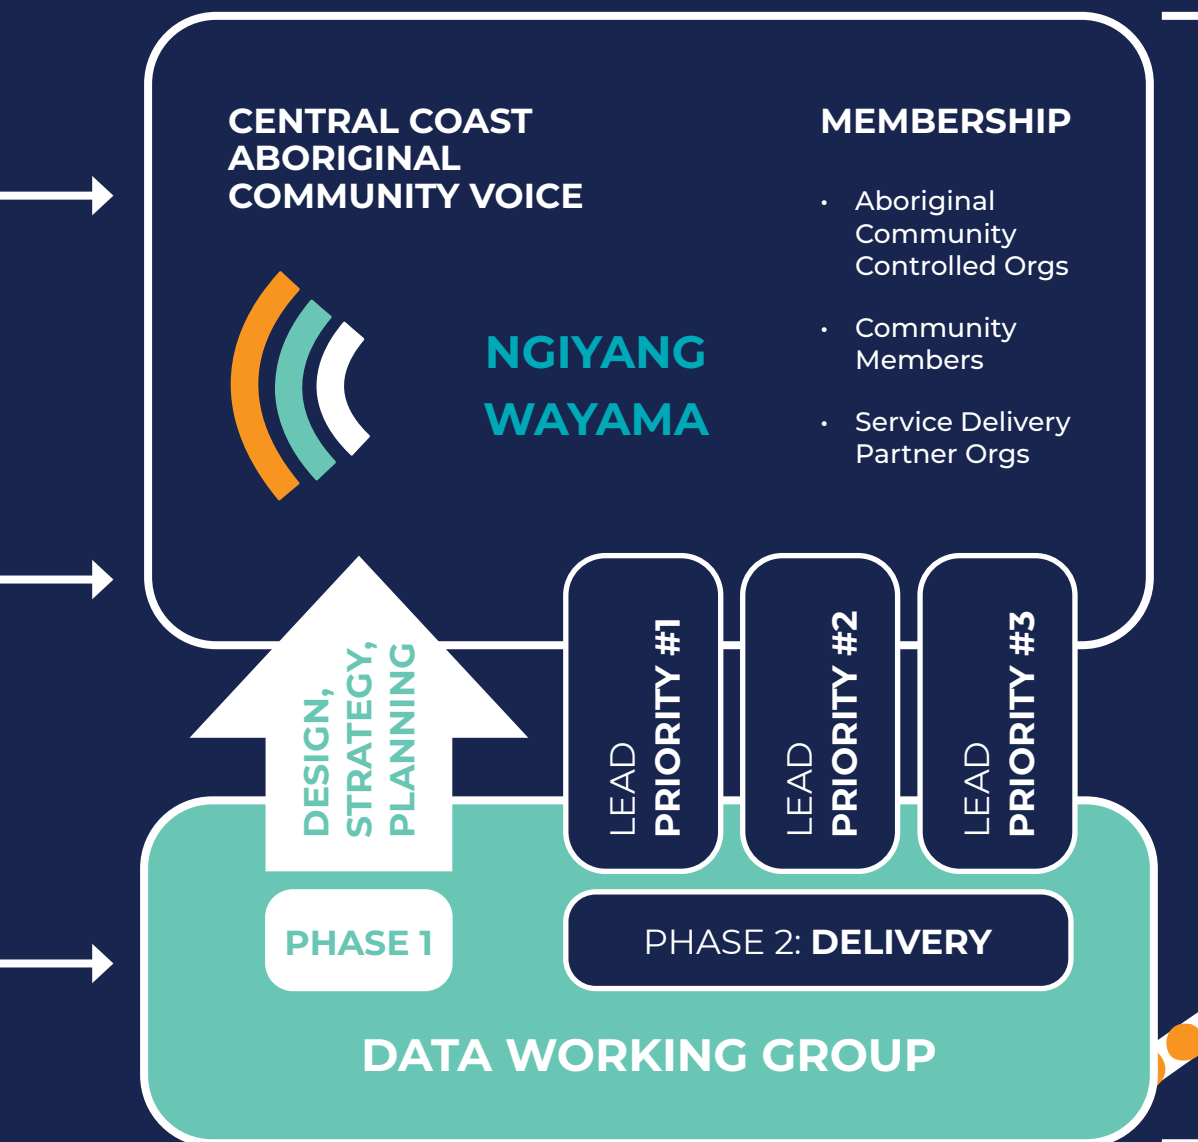 CENTRAL COAST
ABORIGINAL
COMMUNITY VOICE
NGIYANG
WAYAMA
MEMBERSHIP
• Aboriginal
Community
Controlled Orgs
• Community
Members
• Service Delivery
Partner Orgs
DESIGN,
STRATEGY,
PLANNING
LEAD
PRIORITY #1
LEAD
PRIORITY #2
LEAD
PRIORITY #3
PHASE 1
PHASE 2: DELIVERY
DATA WORKING GROUP